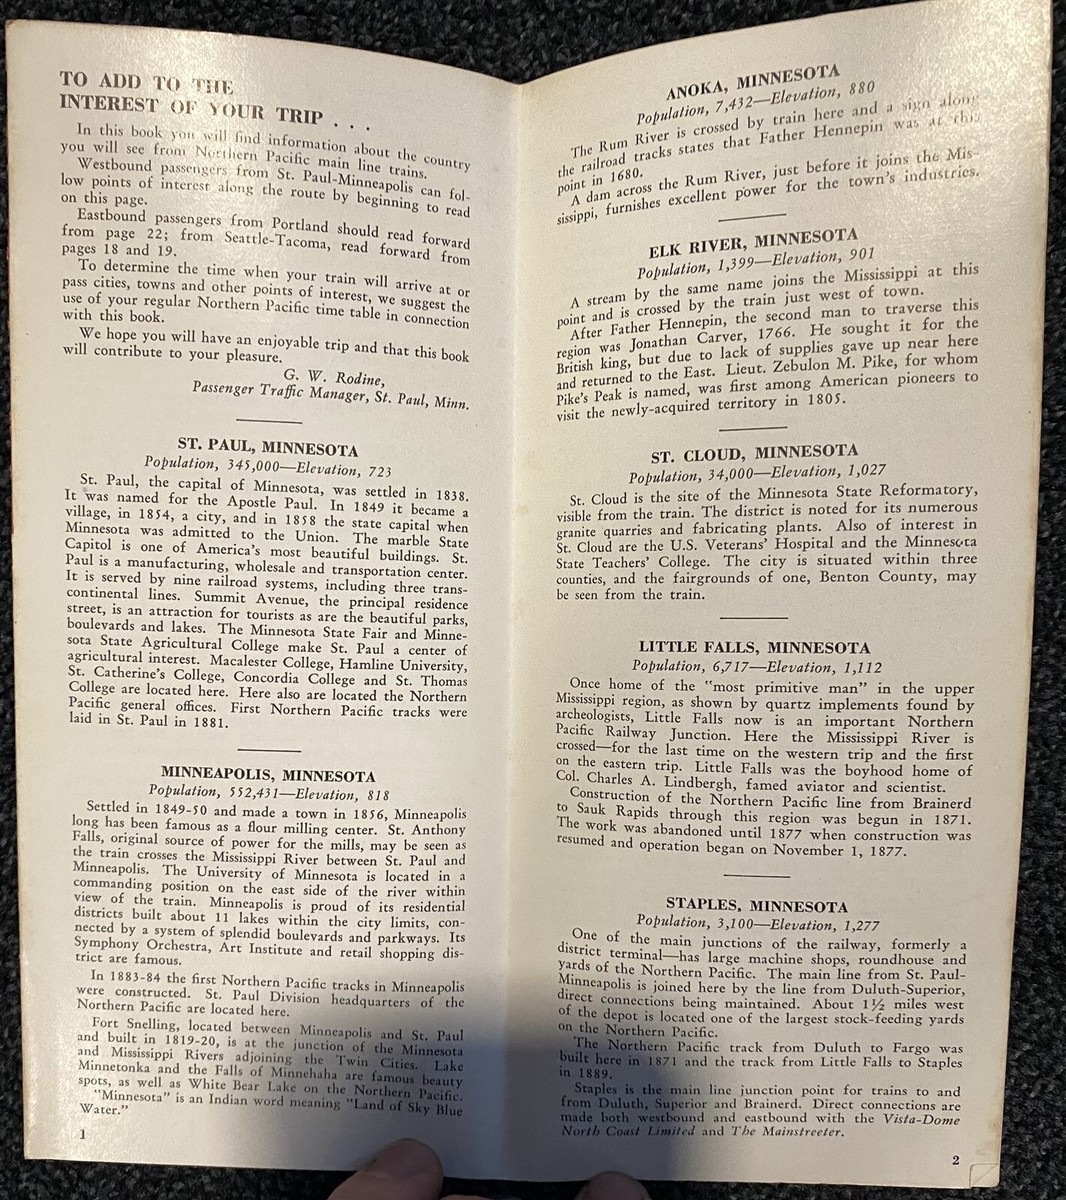 TO ADD TO THE
INTEREST OF YOUR TRIP . . .
In this book you will find information about the country
you will see from Northern Pacific main line trains.
Westbound passengers from St. Paul-Minneapolis can fol-
low points of interest along the route by beginning to read
on this page.
Eastbound passengers from Portland should read forward
from page 22; from Seattle-Tacoma, read forward from
pages 18 and 19.
To determine the time when your train will arrive at or
pass cities, towns and other points of interest, we suggest the
use of your regular Northern Pacific time table in connection
with this book.
We hope you will have an enjoyable trip and that this book
will contribute to your pleasure.
G. W. Rodine,
Passenger Traffic Manager, St. Paul, Minn.
ST. PAUL, MINNESOTA
Population, 345,000—Elevation, 723
St. Paul, the capital of Minnesota, was settled in 1838.
It was named for the Apostle Paul. In 1849 it became a
village, in 1854, a city, and in 1858 the state capital when
Minnesota was admitted to the Union. The marble State
Capitol is one of America's most beautiful buildings. St.
Paul is a manufacturing, wholesale and transportation center.
It is served by nine railroad systems, including three trans-
continental lines. Summit Avenue, the principal residence
street, is an attraction for tourists as are the beautiful parks,
boulevards and lakes. The Minnesota State Fair and Minne-
sota State Agricultural College make St. Paul a center of
agricultural interest. Macalester College, Hamline University,
St. Catherine's College, Concordia College and St. Thomas
College are located here. Here also are located the Northern
Pacific general offices. First Northern Pacific tracks were
laid in St. Paul in 1881.
MINNEAPOLIS, MINNESOTA
Population, 552,431—Elevation, 818
Settled in 1849-50 and made a town in 1856, Minneapolis
long has been famous as a flour milling center. St. Anthony
Falls, original source of power for the mills, may be seen as
the train crosses the Mississippi River between St. Paul and
Minneapolis. The University of Minnesota is located in a
commanding position on the east side of the river within
view of the train. Minneapolis is proud of its residential
districts built about 11 lakes within the city limits, con-
nected by a system of splendid boulevards and parkways. Its
Symphony Orchestra, Art Institute and retail shopping dis-
trict are famous.
In 1883-84 the first Northern Pacific tracks in Minneapolis
were constructed. St. Paul Division headquarters of the
Northern Pacific are located here.
Fort Snelling, located between Minneapolis and St. Paul
and built in 1819-20, is at the junction of the Minnesota
and Mississippi Rivers adjoining the Twin Cities. Lake
Minnetonka and the Falls of Minnehaha are famous beauty
spots, as well as White Bear Lake on the Northern Pacific.
"Minnesota" is an Indian word meaning "Land of Sky Blue
Water."
1
ANOKA, MINNESOTA
Population, 7,432—Elevation, 880
The Rum River is crossed by train here and a sign along
the railroad tracks states that Father Hennepin was at this
point in 1680.
A dam across the Rum River, just before it joins the Mis-
sissippi, furnishes excellent power for the town's industries.
ELK RIVER, MINNESOTA
Population, 1,399—Elevation, 901
A stream by the same name joins the Mississippi at this
point and is crossed by the train just west of town.
After Father Hennepin, the second man to traverse this
region was Jonathan Carver, 1766. He sought it for the
British king, but due to lack of supplies gave up near here
and returned to the East. Lieut. Zebulon M. Pike, for whom
Pike's Peak is named, was first among American pioneers to
visit the newly-acquired territory in 1805.
ST. CLOUD, MINNESOTA
Population, 34,000—Elevation, 1,027
St. Cloud is the site of the Minnesota State Reformatory,
visible from the train. The district is noted for its numerous
granite quarries and fabricating plants. Also of interest in
St. Cloud are the U.S. Veterans' Hospital and the Minnesota
State Teachers' College. The city is situated within three
counties, and the fairgrounds of one, Benton County, may
be seen from the train.
LITTLE FALLS, MINNESOTA
Population, 6,717—Elevation, 1,112
Once home of the "most primitive man" in the upper
Mississippi region, as shown by quartz implements found by
archeologists, Little Falls now is an important Northern
Pacific Railway Junction. Here the Mississippi River is
crossed—for the last time on the western trip and the first
on the eastern trip. Little Falls was the boyhood home of
Col. Charles A. Lindbergh, famed aviator and scientist.
Construction of the Northern Pacific line from Brainerd
to Sauk Rapids through this region was begun in 1871.
The work was abandoned until 1877 when construction was
resumed and operation began on November 1, 1877.
STAPLES, MINNESOTA
Population, 3,100—Elevation, 1,277
One of the main junctions of the railway, formerly a
district terminal—has large machine shops, roundhouse and
yards of the Northern Pacific. The main line from St. Paul-
Minneapolis is joined here by the line from Duluth-Superior,
direct connections being maintained. About 1½ miles west
of the depot is located one of the largest stock-feeding yards
on the Northern Pacific.
The Northern Pacific track from Duluth to Fargo was
built here in 1871 and the track from Little Falls to Staples
in 1889.
Staples is the main line junction point for trains to and
from Duluth, Superior and Brainerd. Direct connections are
made both westbound and eastbound with the Vista-Dome
North Coast Limited and The Mainstreeter.
2